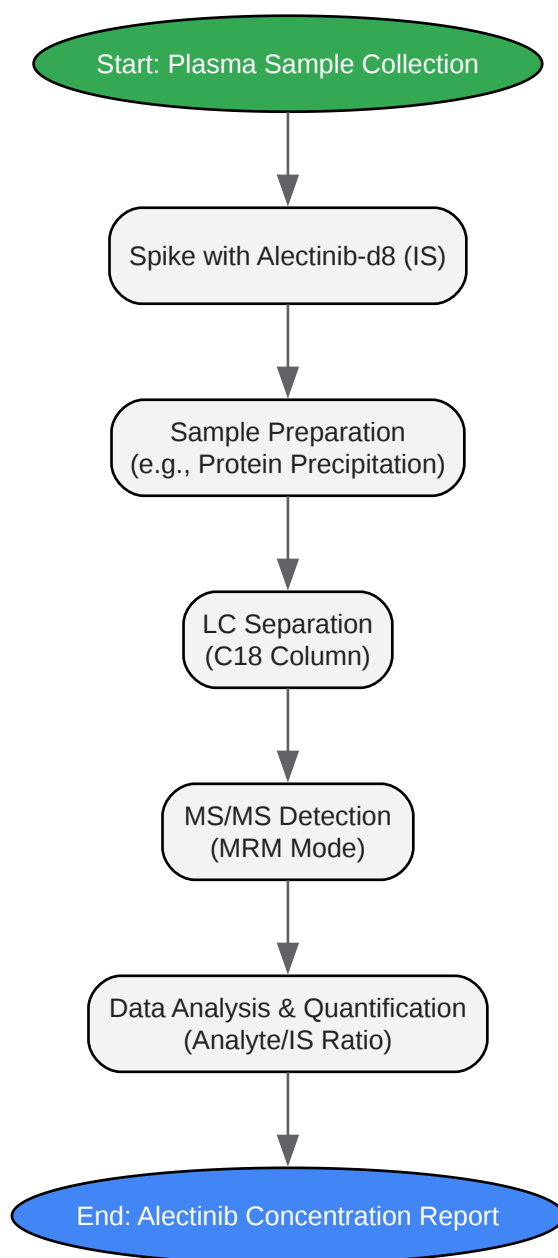 Start: Plasma Sample Collection
Spike with Alectinib-d8 (IS)
Sample Preparation
(e.g., Protein Precipitation)
LC Separation
(C18 Column)
MS/MS Detection
(MRM Mode)
Data Analysis & Quantification
(Analyte/IS Ratio)
End: Alectinib Concentration Report